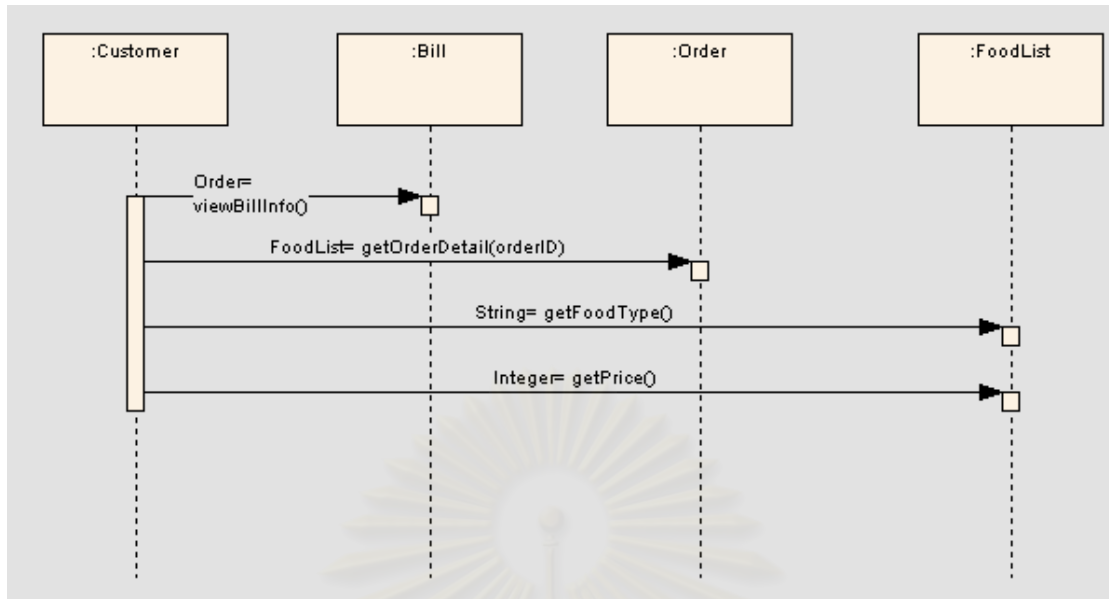 :Customer
:Bill
:Order
:FoodList
Order=
viewBillInfo()
FoodList= getOrderDetail(orderID)
String= getFoodType()
Integer= getPrice()